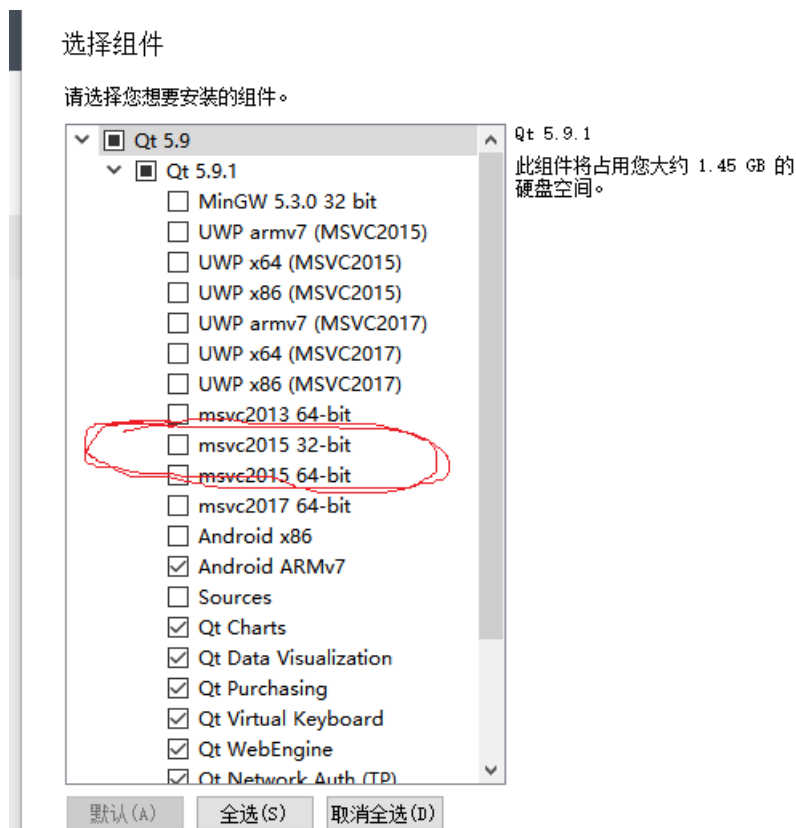 选择组件
请选择您想要安装的组件。
Qt 5.9
Qt 5.9.1
MinGW 5.3.0 32 bit
UWP armv7 (MSVC2015)
UWP x64 (MSVC2015)
UWP x86 (MSVC2015)
UWP armv7 (MSVC2017)
UWP x64 (MSVC2017)
UWP x86 (MSVC2017)
msvc2013 64-bit
msvc2015 32-bit
msvc2015 64-bit
msvc2017 64-bit
Android x86
Android ARMv7
Sources
Qt Charts
Qt Data Visualization
Qt Purchasing
Qt Virtual Keyboard
Qt WebEngine
Qt Network Auth (TP)
Qt 5.9.1
此组件将占用您大约 1.45 GB 的
硬盘空间。
默认(A) 全选(S) 取消全选(D)